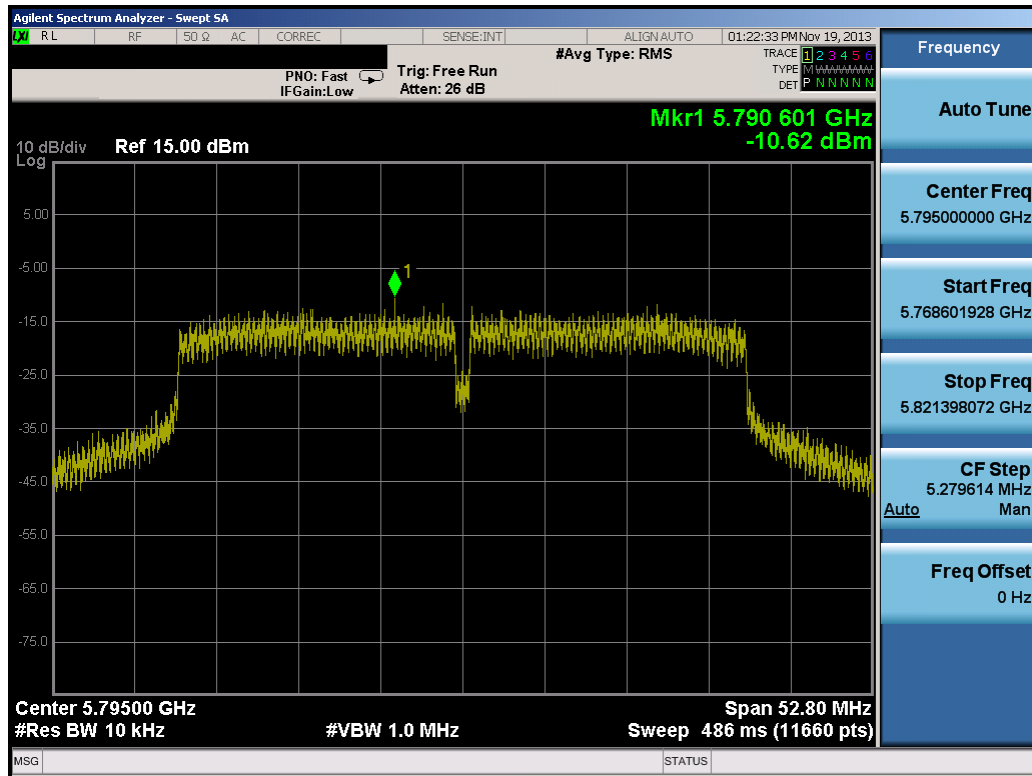 Agilent Spectrum Analyzer - Swept SA
LXI RL RF 50 Ω AC CORREC SENSE:INT ALIGN AUTO 01:22:33 PM Nov 19, 2013
PNO: Fast
IFGain:Low
Trig: Free Run
Atten: 26 dB
#Avg Type: RMS
TRACE 1 2 3 4 5 6
TYPE M
DET P N N N N N
Mkr1 5.790 601 GHz
-10.62 dBm
10 dB/div Ref 15.00 dBm
Log
5.00
-5.00
-15.0
-25.0
-35.0
-45.0
-55.0
-65.0
-75.0
1
Center 5.79500 GHz Span 52.80 MHz
#Res BW 10 kHz #VBW 1.0 MHz Sweep 486 ms (11660 pts)
MSG STATUS
Frequency
Auto Tune
Center Freq
5.795000000 GHz
Start Freq
5.768601928 GHz
Stop Freq
5.821398072 GHz
CF Step
5.279614 MHz
Auto Man
Freq Offset
0 Hz